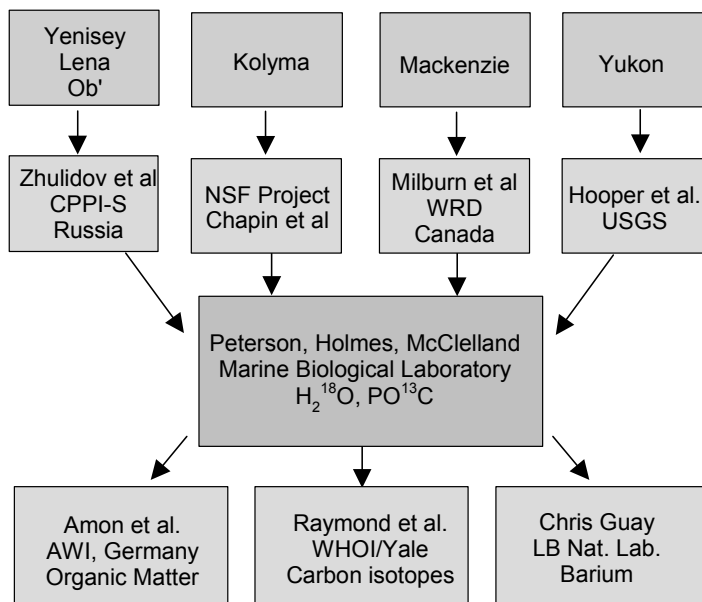 Yenisey
Lena
Ob'
Kolyma
Mackenzie
Yukon
Zhulidov et al
CPPI-S
Russia
NSF Project
Chapin et al
Milburn et al
WRD
Canada
Hooper et al.
USGS
Peterson, Holmes, McClelland
Marine Biological Laboratory
H₂¹⁸O, PO¹³C
Amon et al.
AWI, Germany
Organic Matter
Raymond et al.
WHOI/Yale
Carbon isotopes
Chris Guay
LB Nat. Lab.
Barium